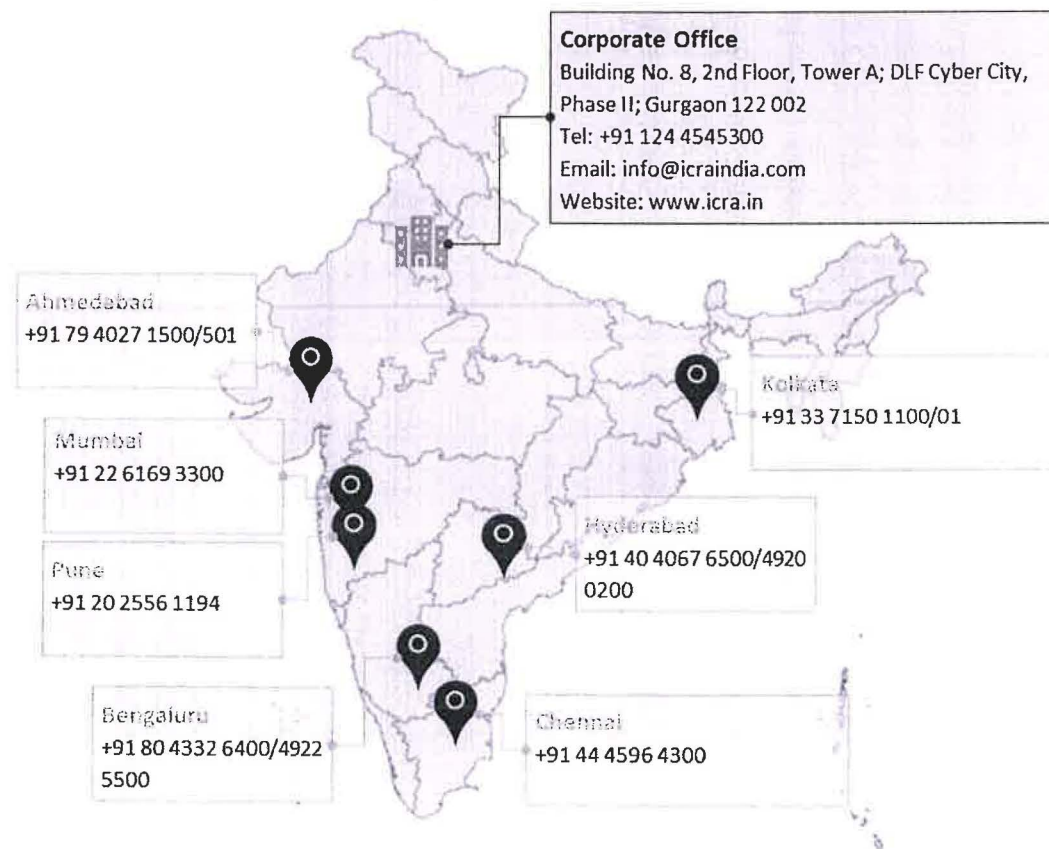 Corporate Office
Building No. 8, 2nd Floor, Tower A; DLF Cyber City,
Phase II; Gurgaon 122 002
Tel: +91 124 4545300
Email: info@icraindia.com
Website: www.icra.in
Ahmedabad
+91 79 4027 1500/501
Kolkata
+91 33 7150 1100/01
Mumbai
+91 22 6169 3300
Hyderabad
+91 40 4067 6500/4920
0200
Pune
+91 20 2556 1194
Bengaluru
+91 80 4332 6400/4922
5500
Chennai
+91 44 4596 4300